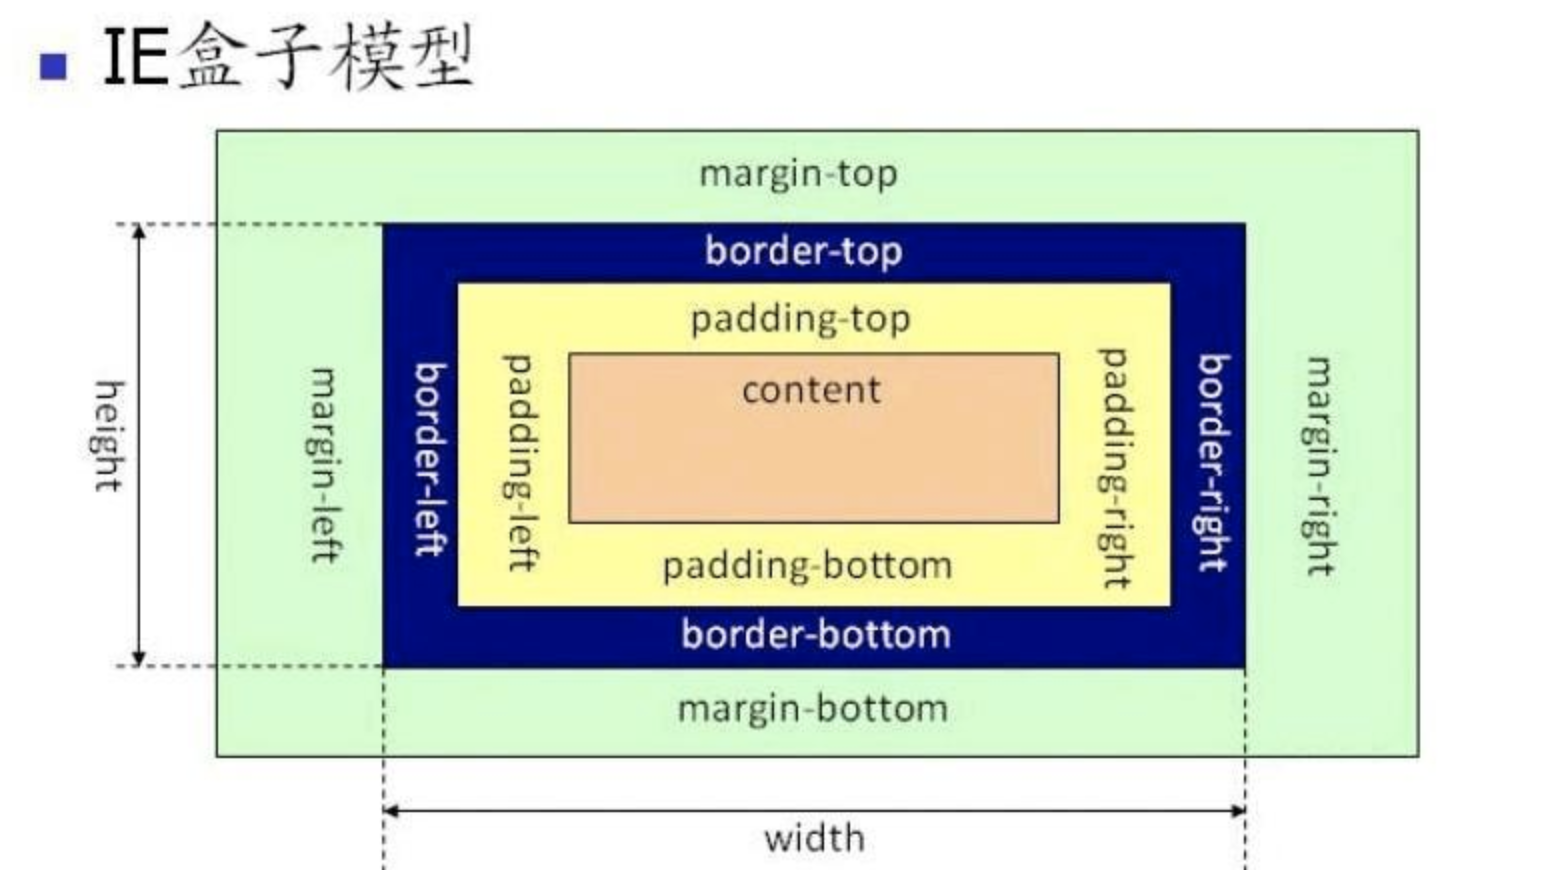 IE盒子模型
margin-top
border-top
padding-top
content
height
margin-left
border-left
padding-left
padding-right
border-right
margin-right
padding-bottom
border-bottom
margin-bottom
width